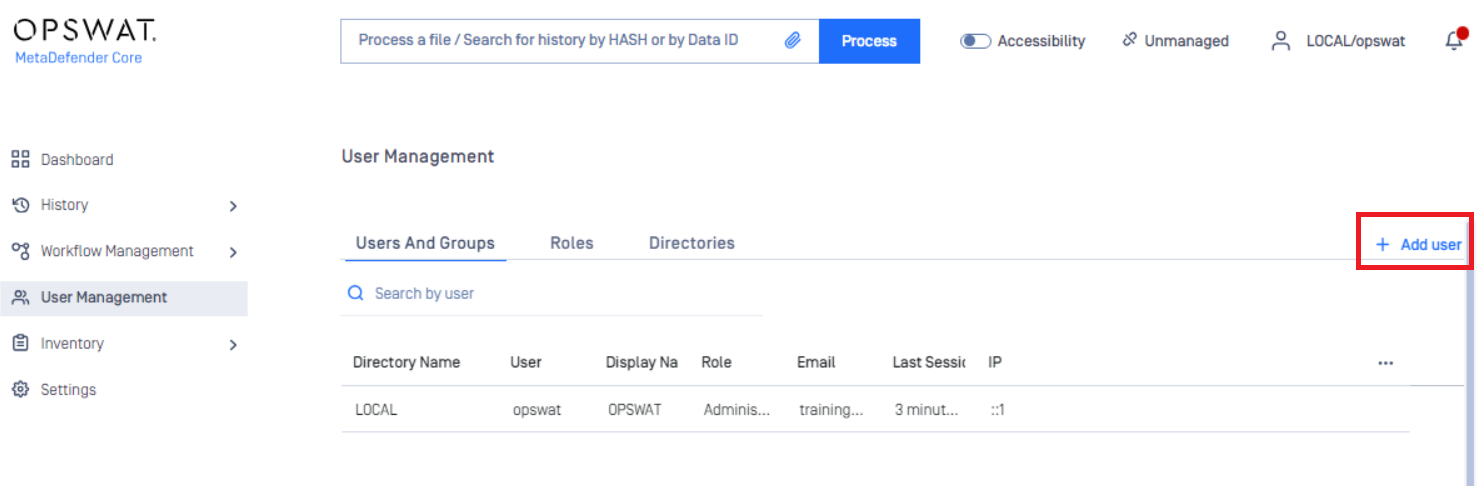 OPSWAT.
MetaDefender Core
Process a file / Search for history by HASH or by Data ID
Process
Accessibility
Unmanaged
LOCAL/opswat
Dashboard
History
Workflow Management
User Management
Inventory
Settings
User Management
Users And Groups Roles Directories
+ Add user
Search by user
Directory Name User Display Na Role Email Last Sessic IP ...
LOCAL opswat OPSWAT Adminis... training... 3 minut... ::1